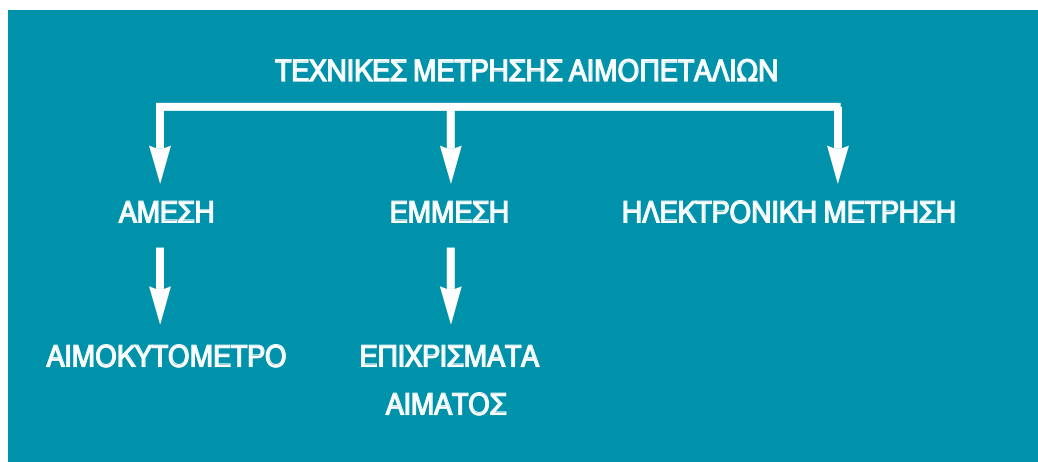 ΤΕΧΝΙΚΕΣ ΜΕΤΡΗΣΗΣ ΑΙΜΟΠΕΤΑΛΙΩΝ
ΑΜΕΣΗ
ΕΜΜΕΣΗ
ΗΛΕΚΤΡΟΝΙΚΗ ΜΕΤΡΗΣΗ
ΑΙΜΟΚΥΤΟΜΕΤΡΟ
ΕΠΙΧΡΙΣΜΑΤΑ
ΑΙΜΑΤΟΣ